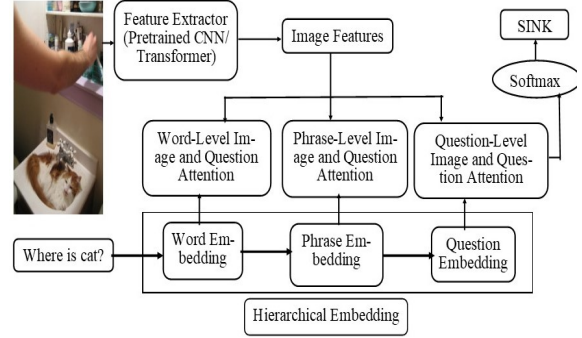 Feature Extractor
(Pretrained CNN/
Transformer)
Image Features
SINK
Softmax
Word-Level Im-
age and Question
Attention
Phrase-Level Im-
age and Question
Attention
Question-Level
Image and Ques-
tion Attention
Where is cat?
Word Em-
bedding
Phrase Em-
bedding
Question
Embedding
Hierarchical Embedding